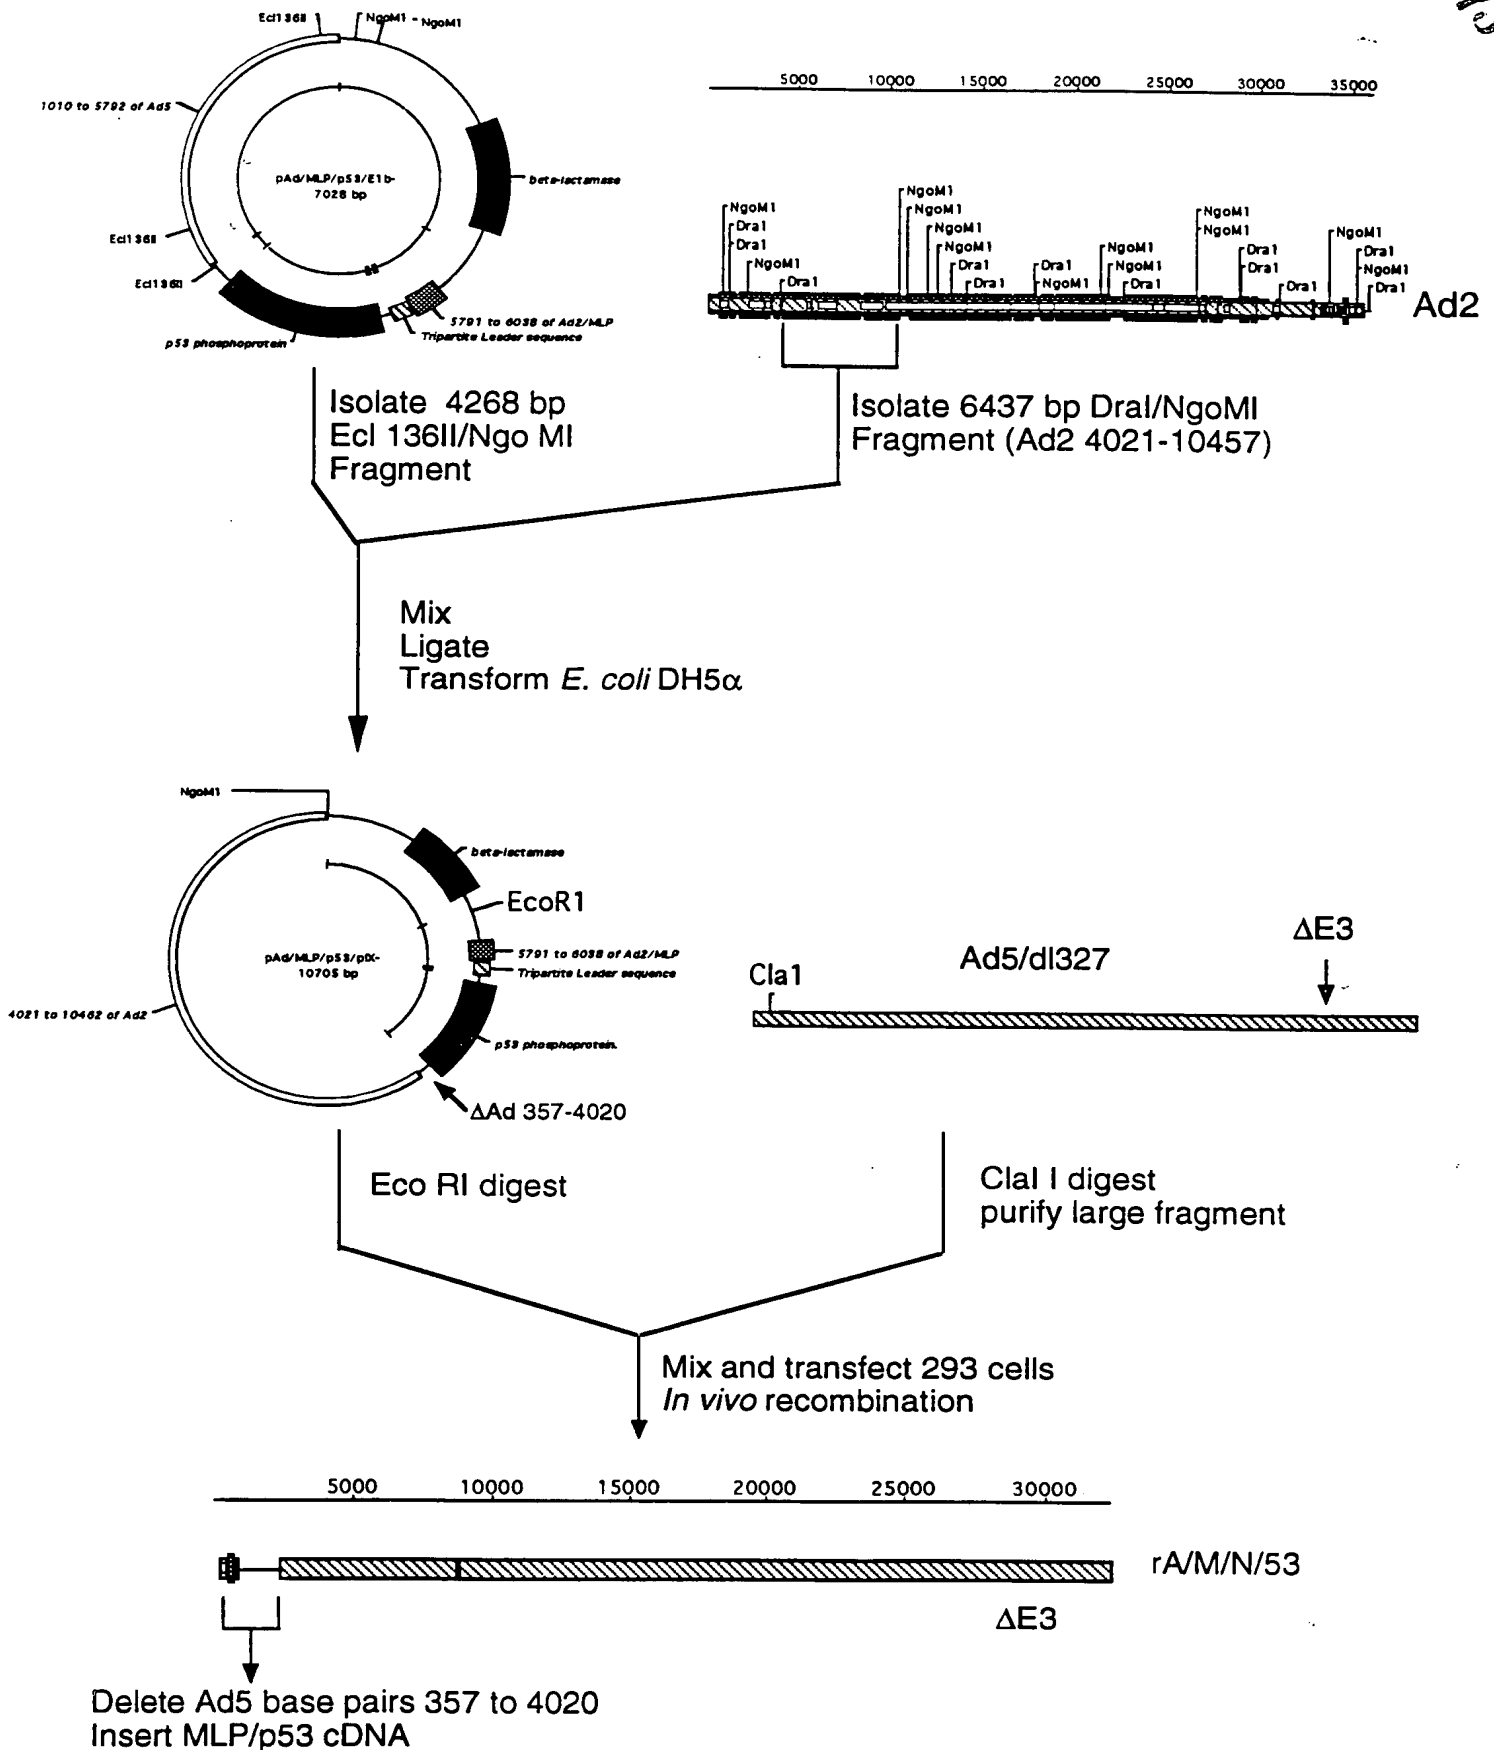 Ecl136II
NgoM1 - NgoM1
1010 to 5792 of Ad5
pAd/MLP/p53/E1b-
7028 bp
beta-lactamase
Ecl136II
Ecl136II
5791 to 6038 of Ad2/MLP
Tripartite Leader sequence
p53 phosphoprotein
5000 10000 15000 20000 25000 30000 35000
NgoM1
Dra1
Dra1
NgoM1
Dra1
NgoM1
NgoM1
NgoM1
NgoM1
Dra1
Dra1
Dra1
NgoM1
NgoM1
NgoM1
Dra1
NgoM1
NgoM1
Dra1
Dra1
Dra1
NgoM1
Dra1
NgoM1
Dra1
Ad2
Isolate 4268 bp
Ecl 136II/Ngo MI
Fragment
Isolate 6437 bp DraI/NgoMI
Fragment (Ad2 4021-10457)
Mix
Ligate
Transform E. coli DH5α
NgoM1
beta-lactamase
EcoR1
5791 to 6038 of Ad2/MLP
Tripartite Leader sequence
pAd/MLP/p53/pIX-
10705 bp
4021 to 10462 of Ad2
p53 phosphoprotein.
ΔAd 357-4020
Cla1
Ad5/dl327
ΔE3
Eco RI digest
ClaI I digest
purify large fragment
Mix and transfect 293 cells
In vivo recombination
5000 10000 15000 20000 25000 30000
rA/M/N/53
ΔE3
Delete Ad5 base pairs 357 to 4020
Insert MLP/p53 cDNA